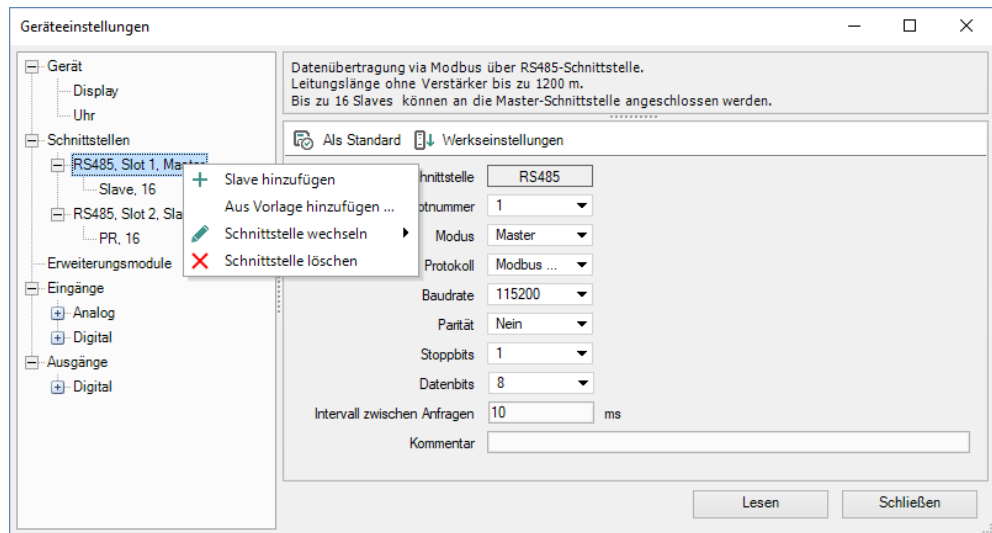 Geräteeinstellungen
Gerät
Display
Uhr
Schnittstellen
RS485, Slot 1, Master
Slave, 16
RS485, Slot 2, Sla
PR, 16
Erweiterungsmodule
Eingänge
Analog
Digital
Ausgänge
Digital
Slave hinzufügen
Aus Vorlage hinzufügen ...
Schnittstelle wechseln
Schnittstelle löschen
Datenübertragung via Modbus über RS485-Schnittstelle.
Leitungslänge ohne Verstärker bis zu 1200 m.
Bis zu 16 Slaves können an die Master-Schnittstelle angeschlossen werden.
Als Standard Werkseinstellungen
hnittstelle RS485
otnummer 1
Modus Master
Protokoll Modbus ...
Baudrate 115200
Parität Nein
Stoppbits 1
Datenbits 8
Intervall zwischen Anfragen 10 ms
Kommentar
Lesen Schließen